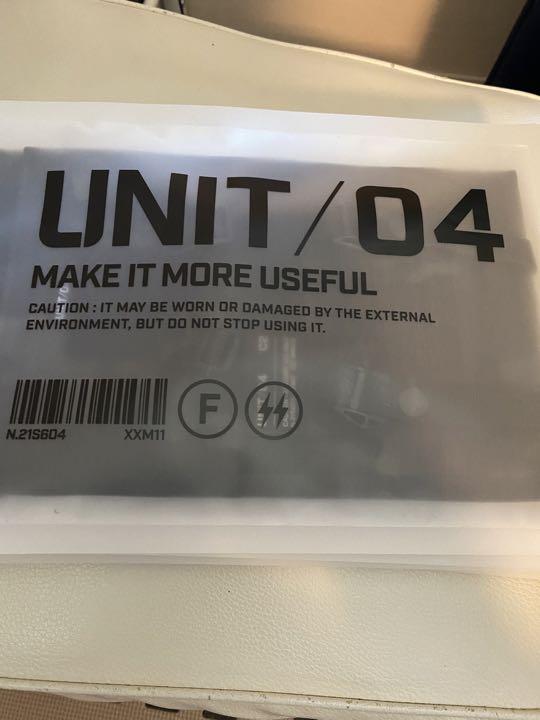 UNIT/04
MAKE IT MORE USEFUL
CAUTION : IT MAY BE WORN OR DAMAGED BY THE EXTERNAL
ENVIRONMENT, BUT DO NOT STOP USING IT.
F
N.21S604 XXM11